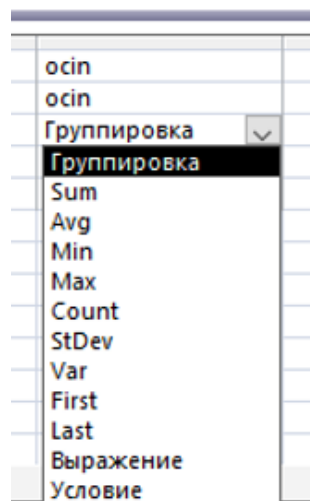 ocin
ocin
Группировка
Группировка
Sum
Avg
Min
Max
Count
StDev
Var
First
Last
Выражение
Условие